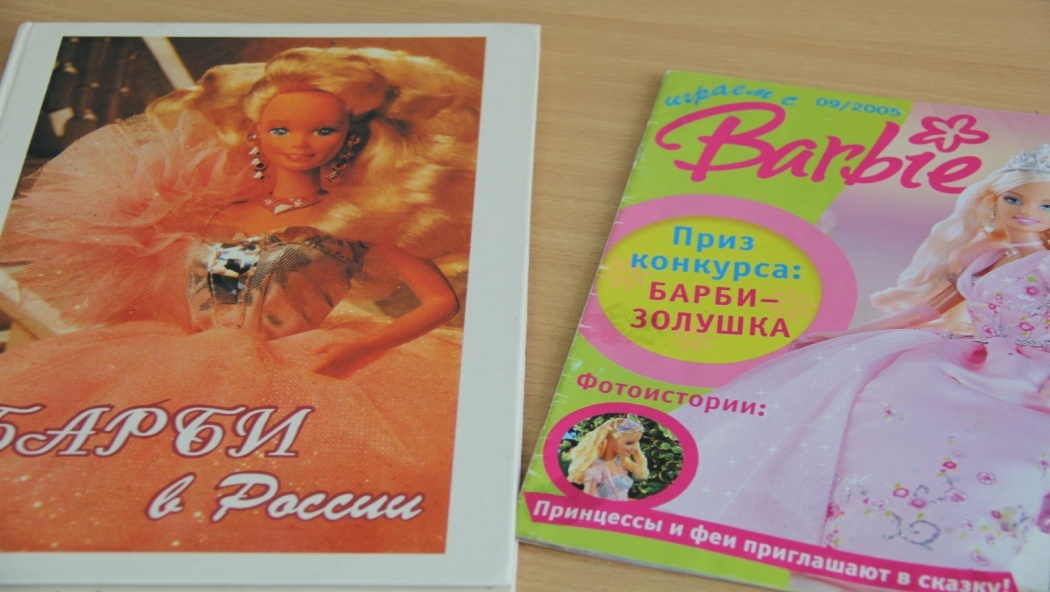 БАРБИ
в России
играем с 09/2005
Barbie
Приз
конкурса:
БАРБИ–
ЗОЛУШКА
Фотоистории:
Принцессы и феи приглашают в сказку!